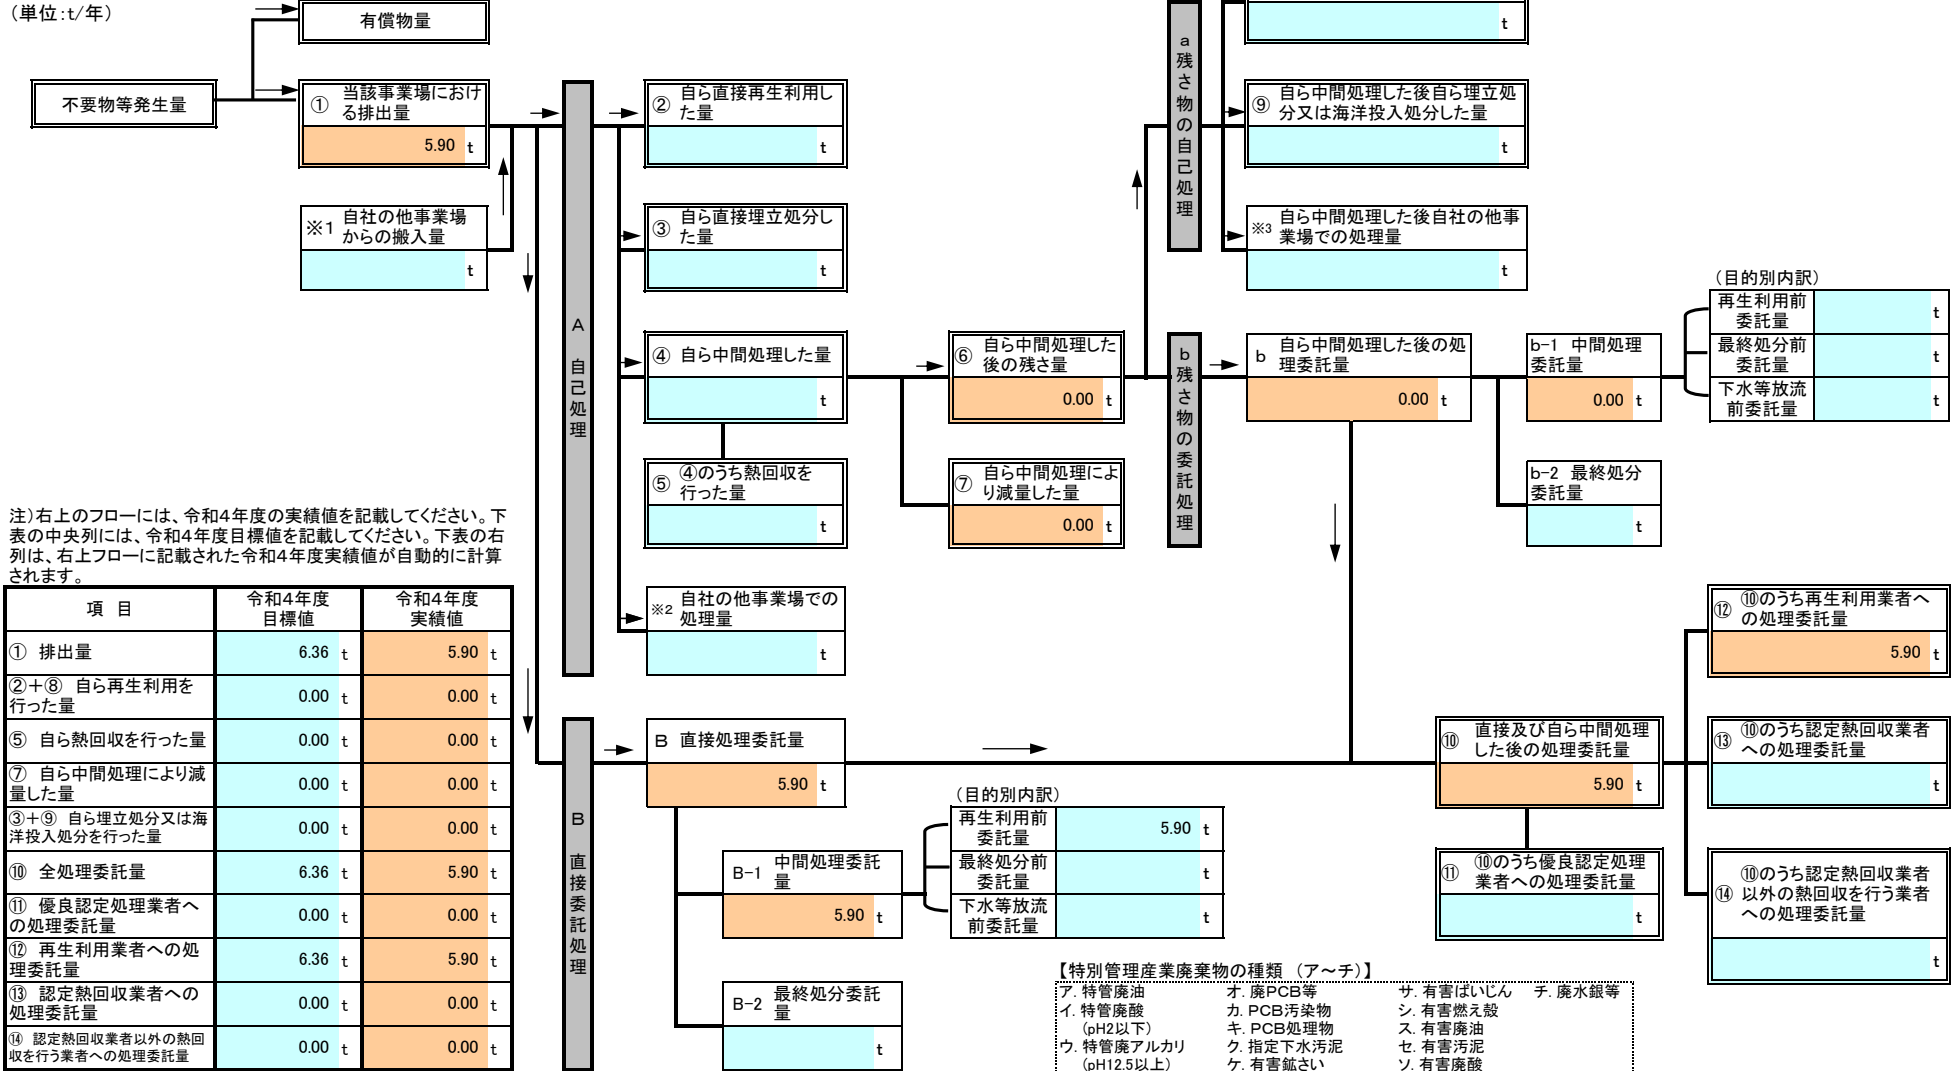 （単位:t/年）
有償物量
不要物等発生量
① 当該事業場におけ
る排出量
5.90 t
※1 自社の他事業場
からの搬入量
t
A 自己処理
② 自ら直接再生利用し
た量
t
③ 自ら直接埋立処分し
た量
t
④ 自ら中間処理した量
t
⑤ ④のうち熱回収を
行った量
t
※2 自社の他事業場での
処理量
t
⑥ 自ら中間処理した
後の残さ量
0.00 t
⑦ 自ら中間処理によ
り減量した量
0.00 t
a 残さ物の自己処理
t
⑨ 自ら中間処理した後自ら埋立処
分又は海洋投入処分した量
t
※3 自ら中間処理した後自社の他事
業場での処理量
t
b 残さ物の委託処理
b 自ら中間処理した後の処
理委託量
0.00 t
b-1 中間処理
委託量
0.00 t
b-2 最終処分
委託量
t
（目的別内訳）
再生利用前
委託量
t
最終処分前
委託量
t
下水等放流
前委託量
t
注）右上のフローには、令和4年度の実績値を記載してください。下
表の中央列には、令和4年度目標値を記載してください。下表の右
列は、右上フローに記載された令和4年度実績値が自動的に計算
されます。
項 目 令和4年度
目標値 令和4年度
実績値
① 排出量 6.36 t 5.90 t
②＋⑧ 自ら再生利用を
行った量 0.00 t 0.00 t
⑤ 自ら熱回収を行った量 0.00 t 0.00 t
⑦ 自ら中間処理により減
量した量 0.00 t 0.00 t
③＋⑨ 自ら埋立処分又は海
洋投入処分を行った量 0.00 t 0.00 t
⑩ 全処理委託量 6.36 t 5.90 t
⑪ 優良認定処理業者へ
の処理委託量 0.00 t 0.00 t
⑫ 再生利用業者への処
理委託量 6.36 t 5.90 t
⑬ 認定熱回収業者への
処理委託量 0.00 t 0.00 t
⑭ 認定熱回収業者以外の熱回
収を行う業者への処理委託量 0.00 t 0.00 t
B 直接委託処理
B 直接処理委託量
5.90 t
B-1 中間処理委託
量
5.90 t
B-2 最終処分委託
量
t
（目的別内訳）
再生利用前
委託量
5.90 t
最終処分前
委託量
t
下水等放流
前委託量
t
⑩ 直接及び自ら中間処理
した後の処理委託量
5.90 t
⑪ ⑩のうち優良認定処理
業者への処理委託量
t
⑫ ⑩のうち再生利用業者へ
の処理委託量
5.90 t
⑬ ⑩のうち認定熱回収業者
への処理委託量
t
⑭ ⑩のうち認定熱回収業者
以外の熱回収を行う業者
への処理委託量
t
【特別管理産業廃棄物の種類 （ア～チ）】
ア. 特管廃油 オ. 廃PCB等 サ. 有害ばいじん チ. 廃水銀等
イ. 特管廃酸 カ. PCB汚染物 シ. 有害燃え殻
（pH2以下） キ. PCB処理物 ス. 有害廃油
ウ. 特管廃アルカリ ク. 指定下水汚泥 セ. 有害汚泥
（pH12.5以上） ケ. 有害鉱さい ソ. 有害廃酸